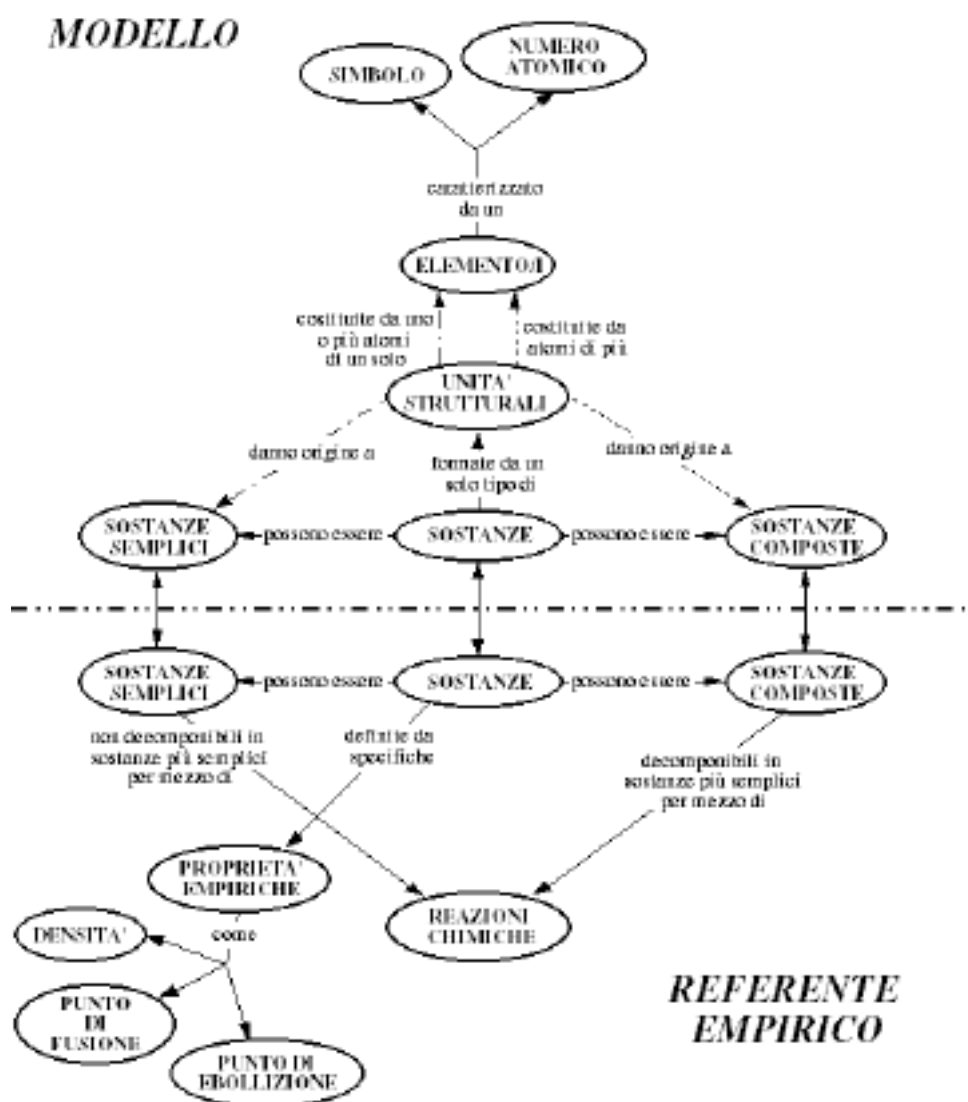 MODELLO
SIMBOLO
NUMERO
ATOMICO
caratterizzato
da un
ELEMENTO/I
costituite da uno
o più atomi
di un solo
costituite da
atomi di più
UNITA'
STRUTTURALI
danno origine a
formate da un
solo tipo di
danno origine a
SOSTANZE
SEMPLICI
possono essere
SOSTANZE
possono essere
SOSTANZE
COMPOSTE
SOSTANZE
SEMPLICI
possono essere
SOSTANZE
possono essere
SOSTANZE
COMPOSTE
non decomponibili in
sostanze più semplici
per mezzo di
definite da
specifiche
decomponibili in
sostanze più semplici
per mezzo di
PROPRIETA'
EMPIRICHE
REAZIONI
CHIMICHE
come
DENSITA'
PUNTO
DI
FUSIONE
PUNTO DI
EBOLLIZIONE
REFERENTE
EMPIRICO